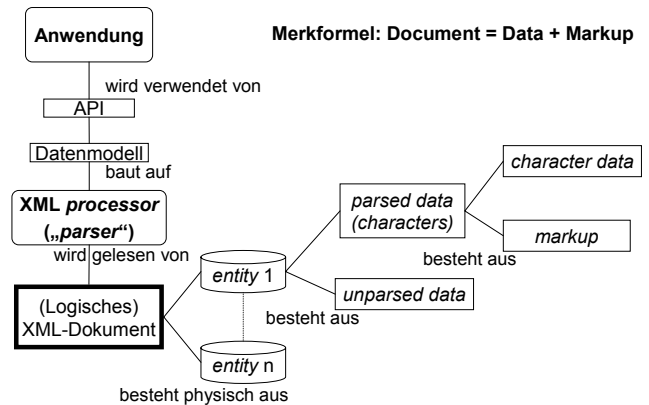 Anwendung
Merkformel: Document = Data + Markup
wird verwendet von
API
Datenmodell
baut auf
XML processor
(„parser“)
wird gelesen von
(Logisches)
XML-Dokument
entity 1
entity n
besteht physisch aus
parsed data
(characters)
unparsed data
besteht aus
character data
markup
besteht aus